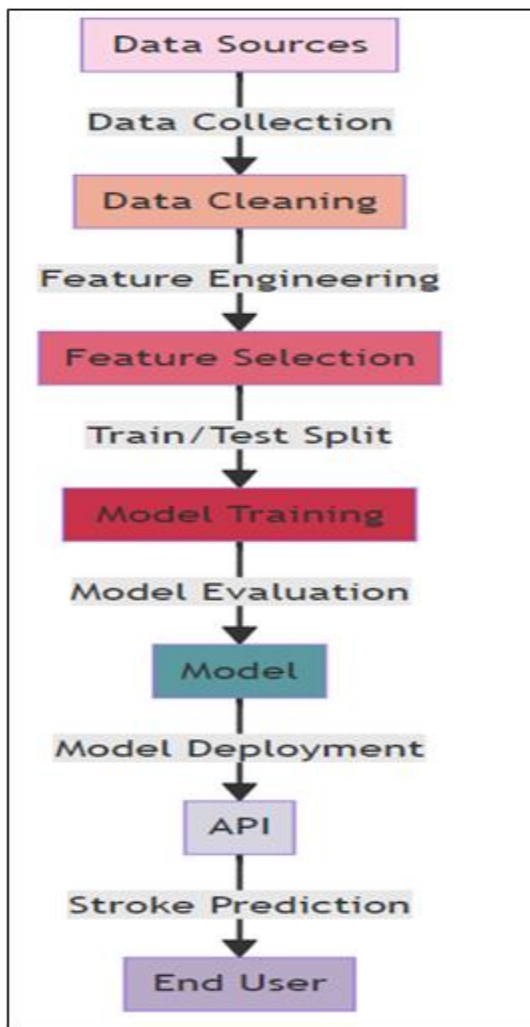 Data Sources
Data Collection
Data Cleaning
Feature Engineering
Feature Selection
Train/Test Split
Model Training
Model Evaluation
Model
Model Deployment
API
Stroke Prediction
End User